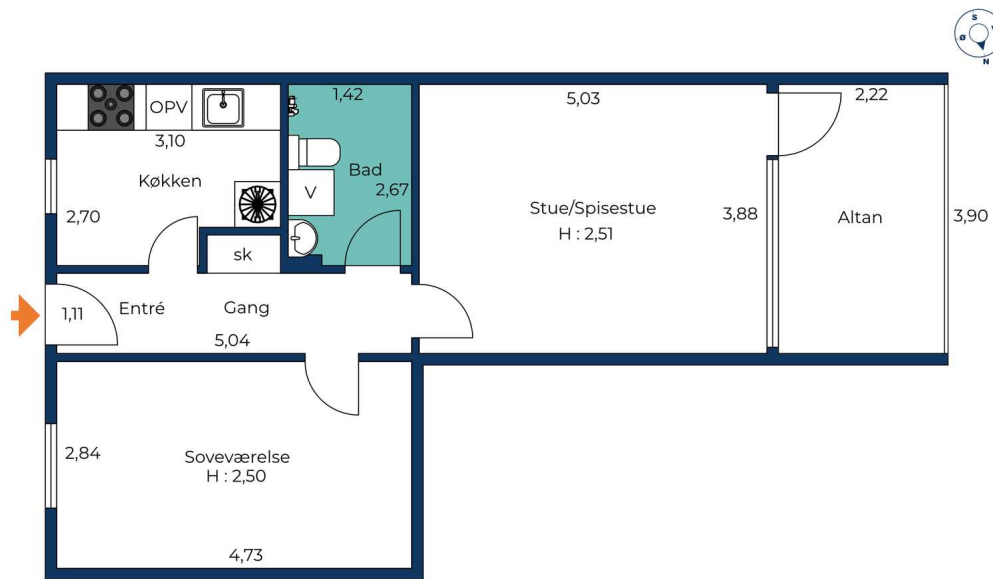 S
Ø
N
OPV
3,10
Køkken
2,70
1,42
Bad
2,67
V
5,03
Stue/Spisestue
H : 2,51
3,88
2,22
Altan
3,90
sk
1,11
Entré
Gang
5,04
2,84
Soveværelse
H : 2,50
4,73